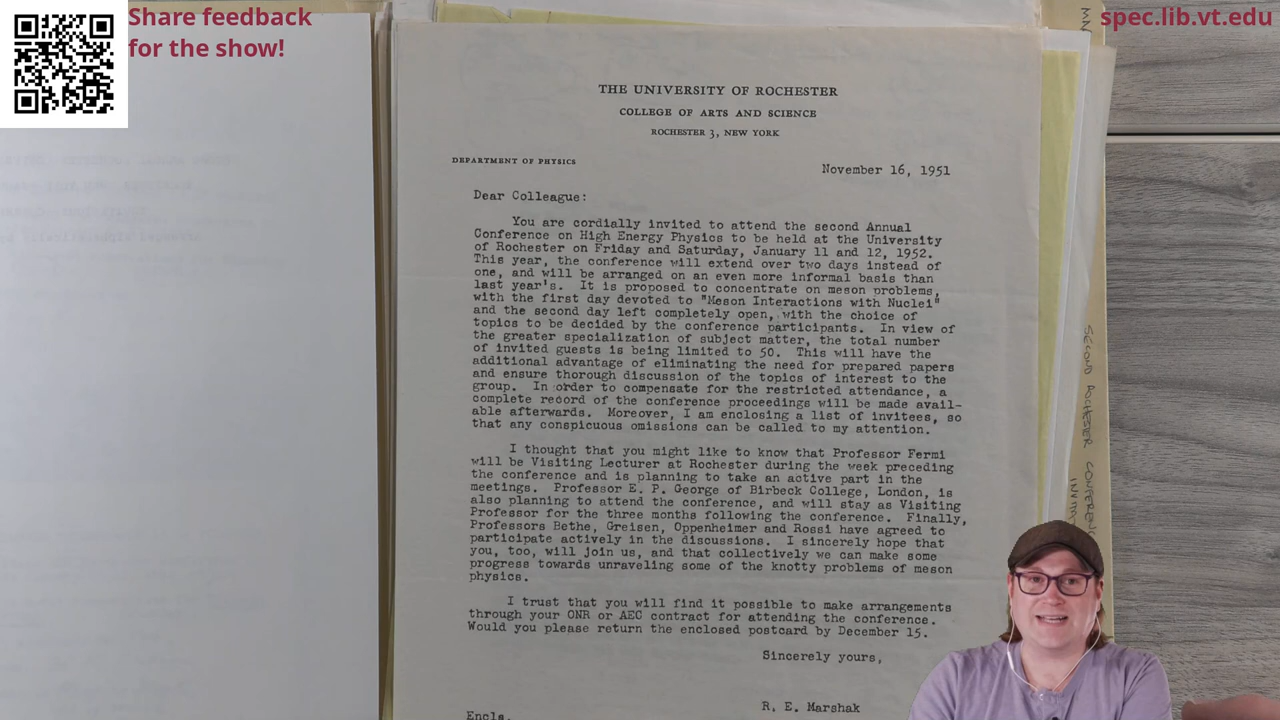 Share feedback
for the show!
spec.lib.vt.edu
THE UNIVERSITY OF ROCHESTER
COLLEGE OF ARTS AND SCIENCE
ROCHESTER 3, NEW YORK
DEPARTMENT OF PHYSICS
November 16, 1951
Dear Colleague:
You are cordially invited to attend the second Annual
Conference on High Energy Physics to be held at the University
of Rochester on Friday and Saturday, January 11 and 12, 1952.
This year, the conference will extend over two days instead of
one, and will be arranged on an even more informal basis than
last year's. It is proposed to concentrate on meson problems,
with the first day devoted to "Meson Interactions with Nuclei"
and the second day left completely open, with the choice of
topics to be decided by the conference participants. In view of
the greater specialization of subject matter, the total number
of invited guests is being limited to 50. This will have the
additional advantage of eliminating the need for prepared papers
and ensure thorough discussion of the topics of interest to the
group. In order to compensate for the restricted attendance, a
complete record of the conference proceedings will be made avail-
able afterwards. Moreover, I am enclosing a list of invitees, so
that any conspicuous omissions can be called to my attention.
I thought that you might like to know that Professor Fermi
will be Visiting Lecturer at Rochester during the week preceding
the conference and is planning to take an active part in the
meetings. Professor E. P. George of Birbeck College, London, is
also planning to attend the conference, and will stay as Visiting
Professor for the three months following the conference. Finally,
Professors Bethe, Greisen, Oppenheimer and Rossi have agreed to
participate actively in the discussions. I sincerely hope that
you, too, will join us, and that collectively we can make some
progress towards unraveling some of the knotty problems of meson
physics.
I trust that you will find it possible to make arrangements
through your ONR or AEC contract for attending the conference.
Would you please return the enclosed postcard by December 15.
Sincerely yours,
R. E. Marshak
Encls.
SECOND ROCHESTER